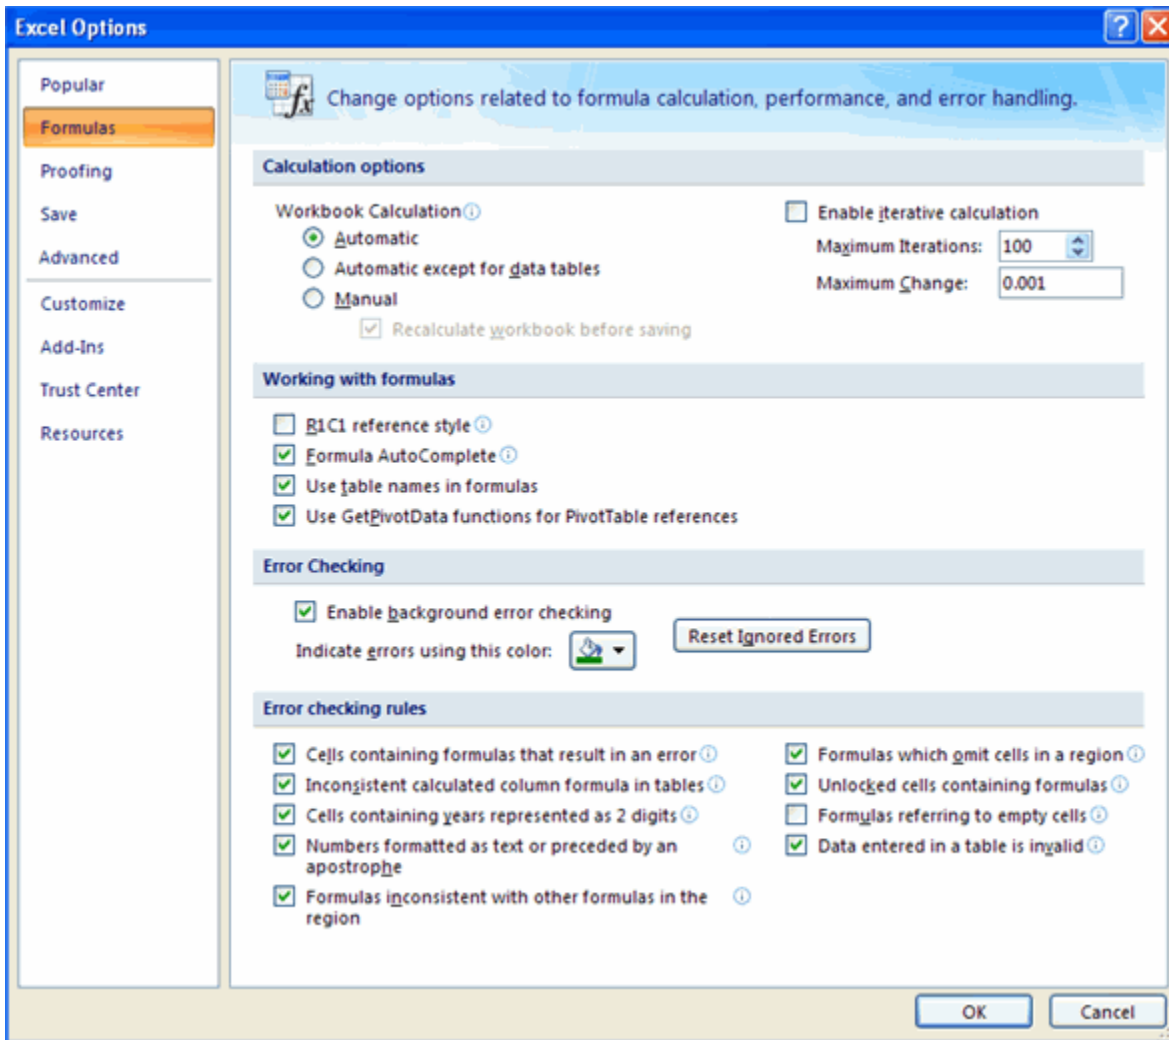 Excel Options
Popular
Formulas
Proofing
Save
Advanced
Customize
Add-Ins
Trust Center
Resources
Change options related to formula calculation, performance, and error handling.
Calculation options
Workbook Calculation
Automatic
Automatic except for data tables
Manual
Recalculate workbook before saving
Enable iterative calculation
Maximum Iterations: 100
Maximum Change: 0.001
Working with formulas
R1C1 reference style
Formula AutoComplete
Use table names in formulas
Use GetPivotData functions for PivotTable references
Error Checking
Enable background error checking
Indicate errors using this color:
Reset Ignored Errors
Error checking rules
Cells containing formulas that result in an error
Inconsistent calculated column formula in tables
Cells containing years represented as 2 digits
Numbers formatted as text or preceded by an
apostrophe
Formulas inconsistent with other formulas in the
region
Formulas which omit cells in a region
Unlocked cells containing formulas
Formulas referring to empty cells
Data entered in a table is invalid
OK
Cancel